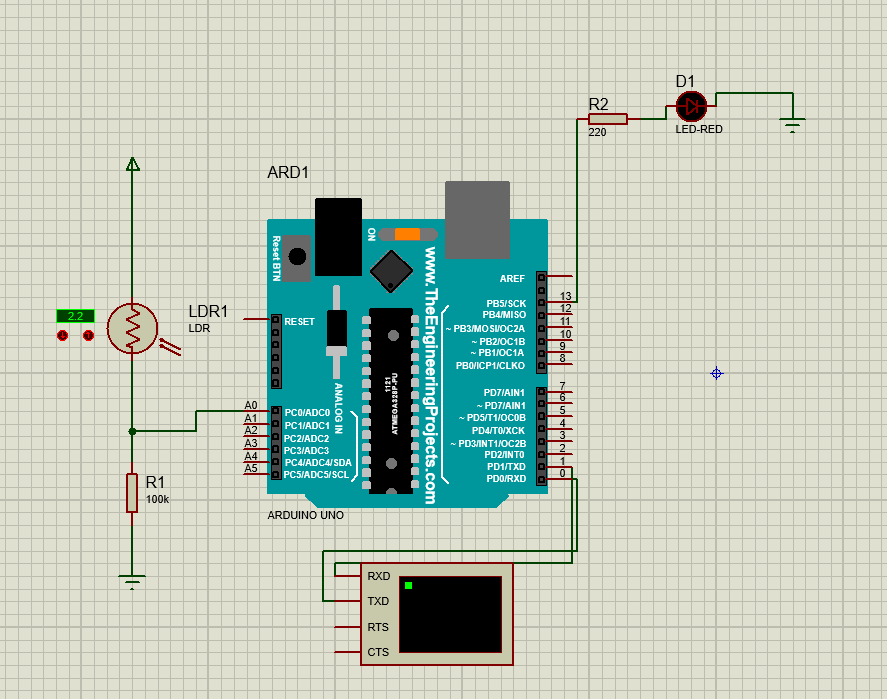 D1
R2
LED-RED
220
ARD1
ON
Reset BTN
www.TheEngineeringProjects.com
AREF
13
PB5/SCK
12
PB4/MISO
11
~ PB3/MOSI/OC2A
10
~ PB2/OC1B
9
~ PB1/OC1A
8
PB0/ICP1/CLKO
LDR1
LDR
2.2
RESET
1121
ATMEGA328P-PU
ANALOG IN
7
PD7/AIN1
6
~ PD7/AIN1
5
~ PD5/T1/OC0B
4
PD4/T0/XCK
3
~ PD3/INT1/OC2B
2
PD2/INT0
1
PD1/TXD
0
PD0/RXD
A0
PC0/ADC0
A1
PC1/ADC1
A2
PC2/ADC2
A3
PC3/ADC3
A4
PC4/ADC4/SDA
A5
PC5/ADC5/SCL
R1
100k
ARDUINO UNO
RXD
TXD
RTS
CTS